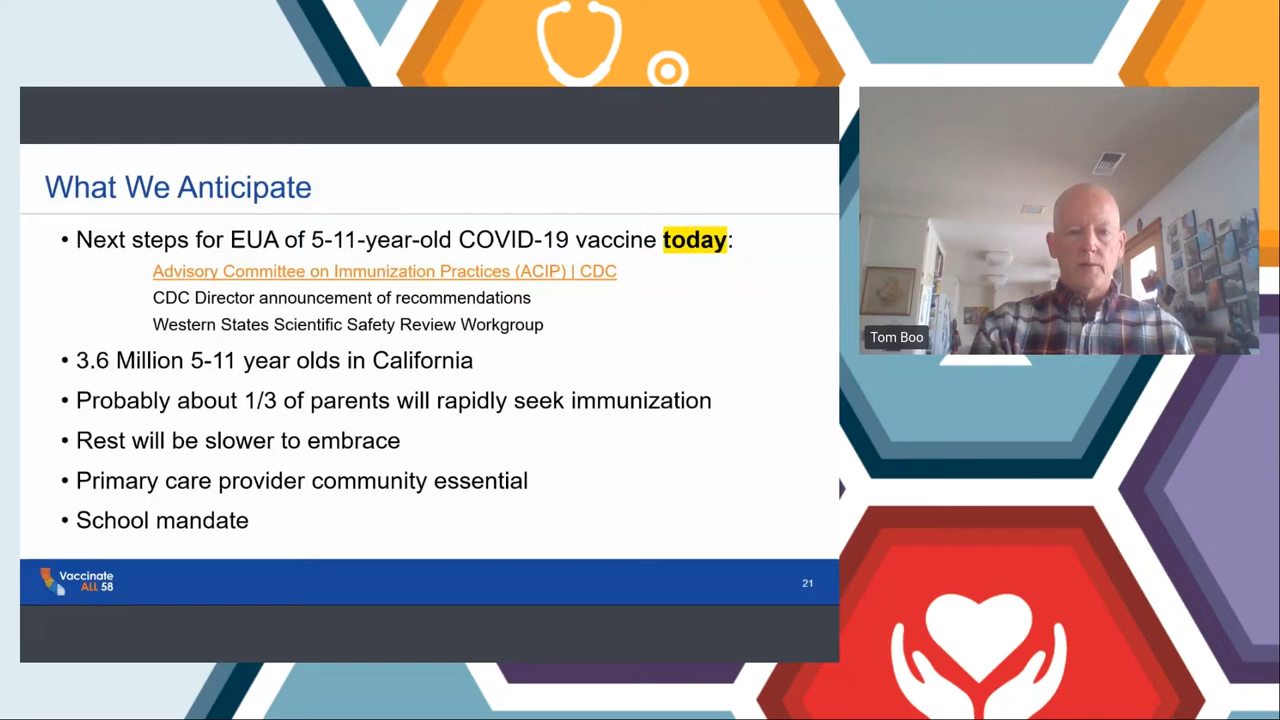 What We Anticipate
• Next steps for EUA of 5-11-year-old COVID-19 vaccine today:
Advisory Committee on Immunization Practices (ACIP) | CDC
CDC Director announcement of recommendations
Western States Scientific Safety Review Workgroup
• 3.6 Million 5-11 year olds in California
• Probably about 1/3 of parents will rapidly seek immunization
• Rest will be slower to embrace
• Primary care provider community essential
• School mandate
Vaccinate
ALL 58
21
Tom Boo